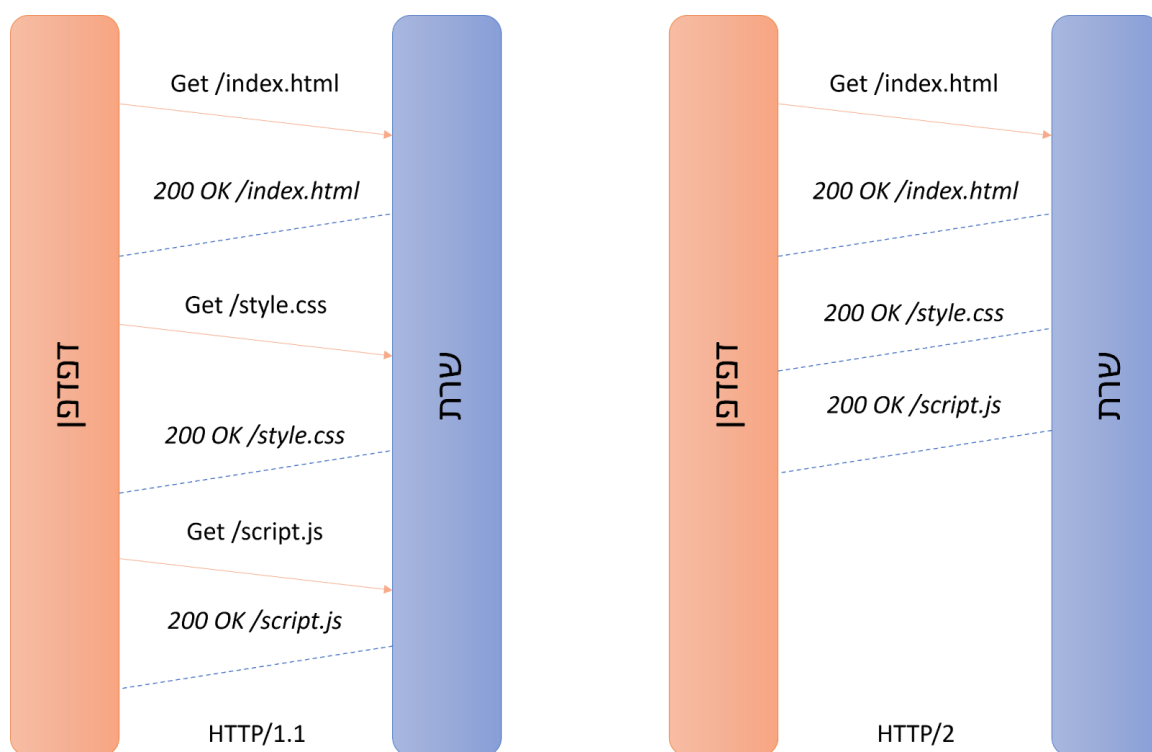 Get /index.html
200 OK /index.html
Get /style.css
200 OK /style.css
Get /script.js
200 OK /script.js
דפדפן
שרת
HTTP/1.1
Get /index.html
200 OK /index.html
200 OK /style.css
200 OK /script.js
דפדפן
שרת
HTTP/2